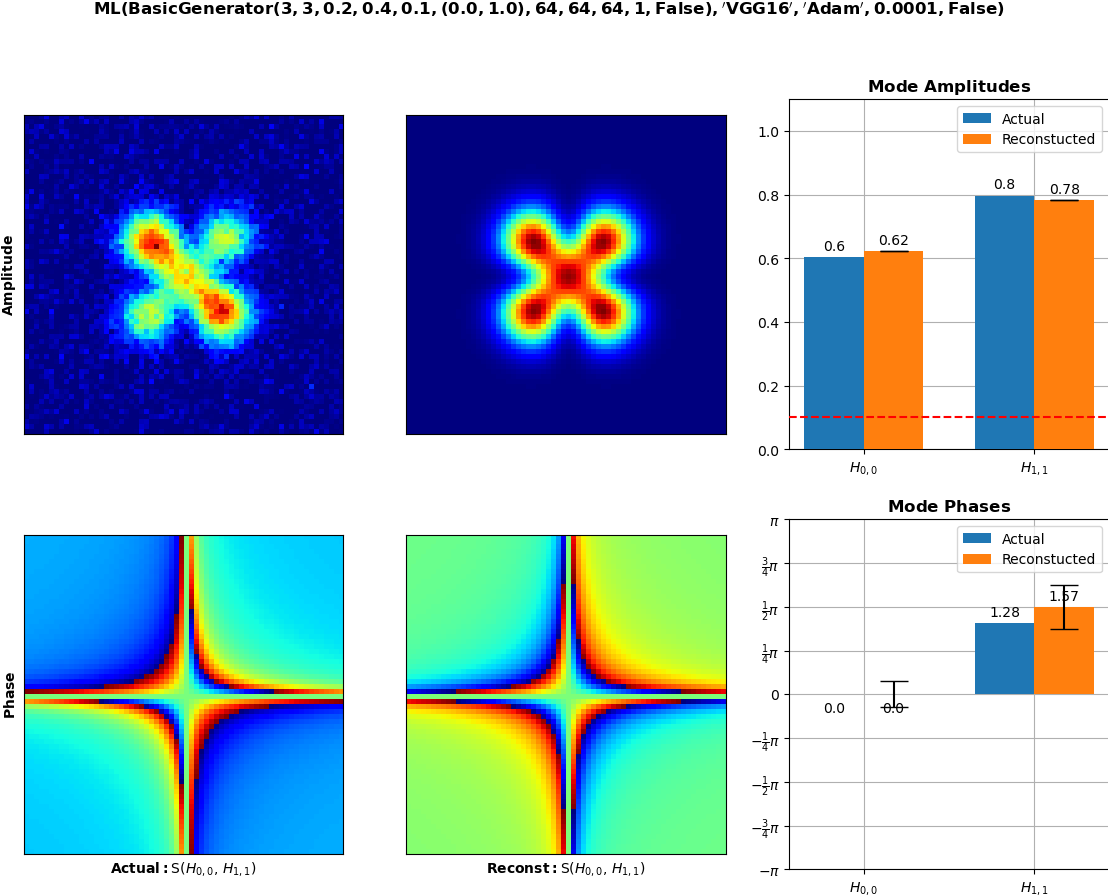 ML(BasicGenerator(3, 3, 0.2, 0.4, 0.1, (0.0, 1.0), 64, 64, 64, 1, False), ′VGG16′, ′Adam′, 0.0001, False)
Amplitude
Mode Amplitudes
Actual
Reconstucted
1.0
0.8
0.6
0.4
0.2
0.0
0.6
0.62
0.8
0.78
H0,0
H1,1
Phase
Actual: S(H0,0, H1,1)
Reconst: S(H0,0, H1,1)
Mode Phases
Actual
Reconstucted
π
3/4π
1/2π
1/4π
0
−1/4π
−1/2π
−3/4π
−π
0.0
0.0
1.28
1.57
H0,0
H1,1